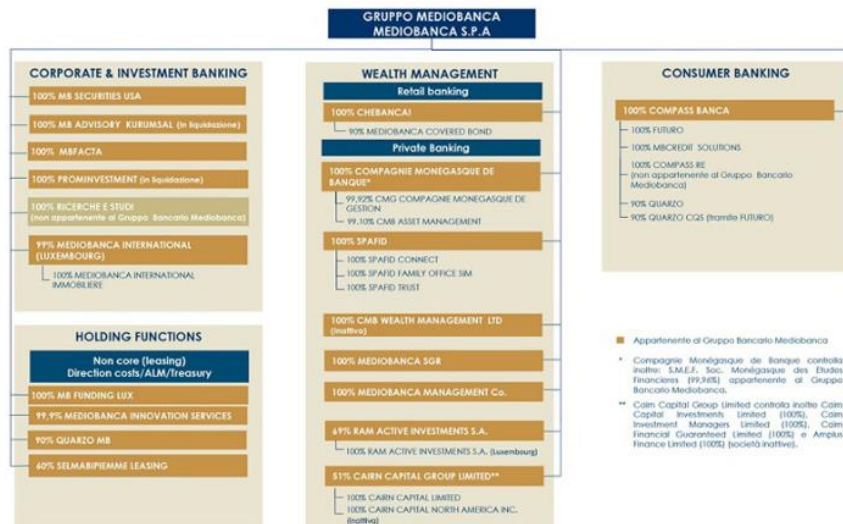 GRUPPO MEDIOBANCA
MEDIOBANCA S.P.A
CORPORATE & INVESTMENT BANKING
100% MB SECURITIES USA
100% MB ADVISORY KURUMSAL (in liquidazione)
100% MBFACTA
100% PROMINVESTMENT (in liquidazione)
100% RICERCHE E STUDI
(non appartenente al Gruppo Bancario Mediobanca)
99% MEDIOBANCA INTERNATIONAL
(LUXEMBOURG)
100% MEDIOBANCA INTERNATIONAL
IMMOBILIERE
HOLDING FUNCTIONS
Non core (leasing)
Direction costs/ALM/Treasury
100% MB FUNDING LUX
99.9% MEDIOBANCA INNOVATION SERVICES
90% QUARZO MB
60% SELMABIPIEMME LEASING
WEALTH MANAGEMENT
Retail banking
100% CHEBANCA!
90% MEDIOBANCA COVERED BOND
Private Banking
100% COMPAGNIE MONÉGASQUE DE
BANQUE*
99,92% CMG COMPAGNIE MONEGASQUE DE
GESTION
99.10% CMB ASSET MANAGEMENT
100% SPAFID
100% SPAFID CONNECT
100% SPAFID FAMILY OFFICE SIM
100% SPAFID TRUST
100% CMB WEALTH MANAGEMENT LTD
(inattiva)
100% MEDIOBANCA SGR
100% MEDIOBANCA MANAGEMENT Co.
69% RAM ACTIVE INVESTMENTS S.A.
100% RAM ACTIVE INVESTMENTS S.A. (Luxembourg)
51% CAIRN CAPITAL GROUP LIMITED**
100% CAIRN CAPITAL LIMITED
100% CAIRN CAPITAL NORTH AMERICA INC.
(inattiva)
CONSUMER BANKING
100% COMPASS BANCA
100% FUTURO
100% MBCREDIT SOLUTIONS
100% COMPASS RE
(non appartenente al Gruppo Bancario
Mediobanca)
90% QUARZO
90% QUARZO CQS (tramite FUTURO)
Appartenente al Gruppo Bancario Mediobanca
* Compagnie Monégasque de Banque controlla
inoltre: S.M.E.F. Soc. Monégasque des Etudes
Financieres (99,96%) appartenente al Gruppo
Bancario Mediobanca.
** Cairn Capital Group Limited controlla inoltre Cairn
Capital Investments Limited (100%), Cairn
Investment Managers Limited (100%), Cairn
Financial Guaranteed Limited (100%) e Amplus
Finance Limited (100%) (società inattive).